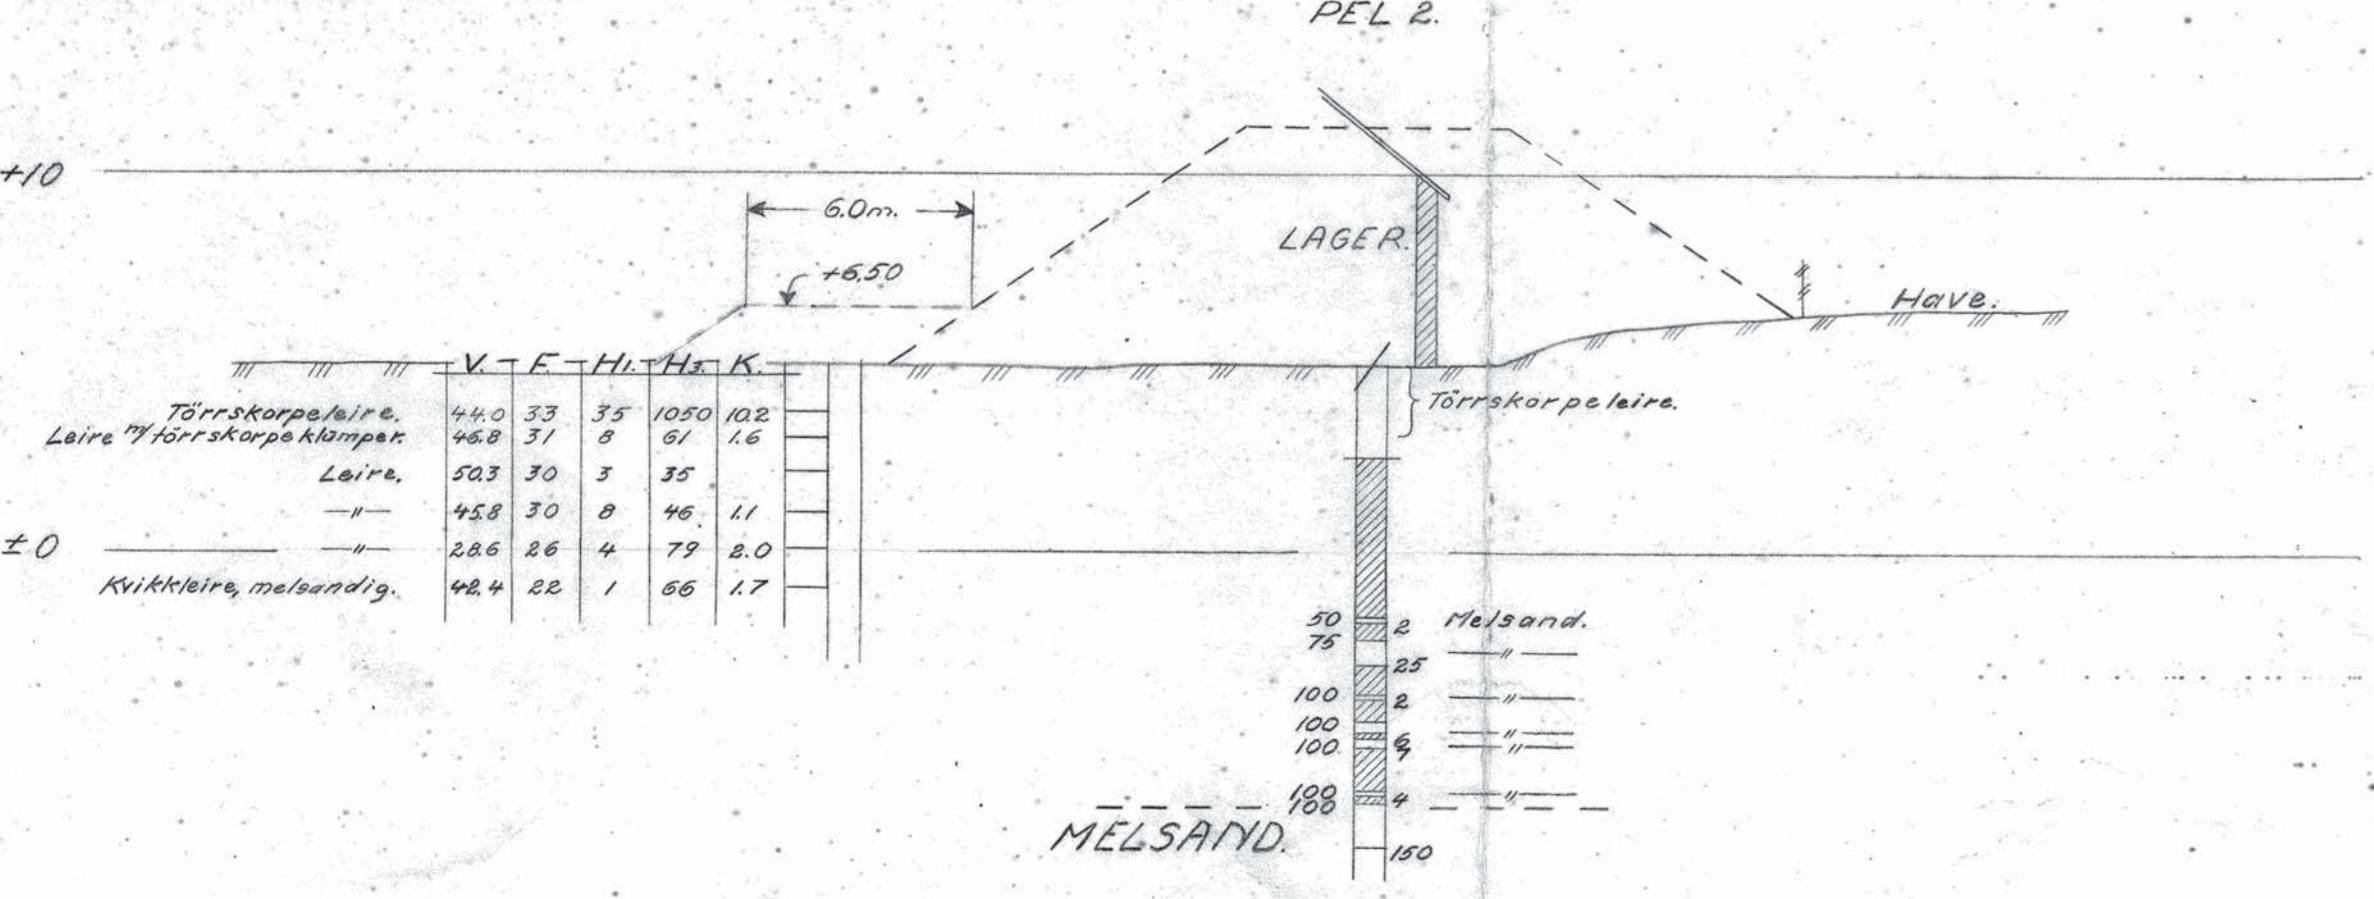 PEL 2.
+10
6.0m.
LAGER.
+6.50
Have.
V. F. H1. H3. K.
Törrskorpeleire. 44.0 33 35 1050 10.2
Törrskorpeleire.
Leire m/törrskorpeklumper. 46.8 31 8 61 1.6
Leire. 50.3 30 3 35
—"— 45.8 30 8 46 1.1
±0 —"— 28.6 26 4 79 2.0
Kvikkleire, melsandig. 42.4 22 1 66 1.7
50 2 Melsand.
75
25 —"—
100 2 —"—
100 6 —"—
100 —"—
100 4 —"—
100
MELSAND.
150